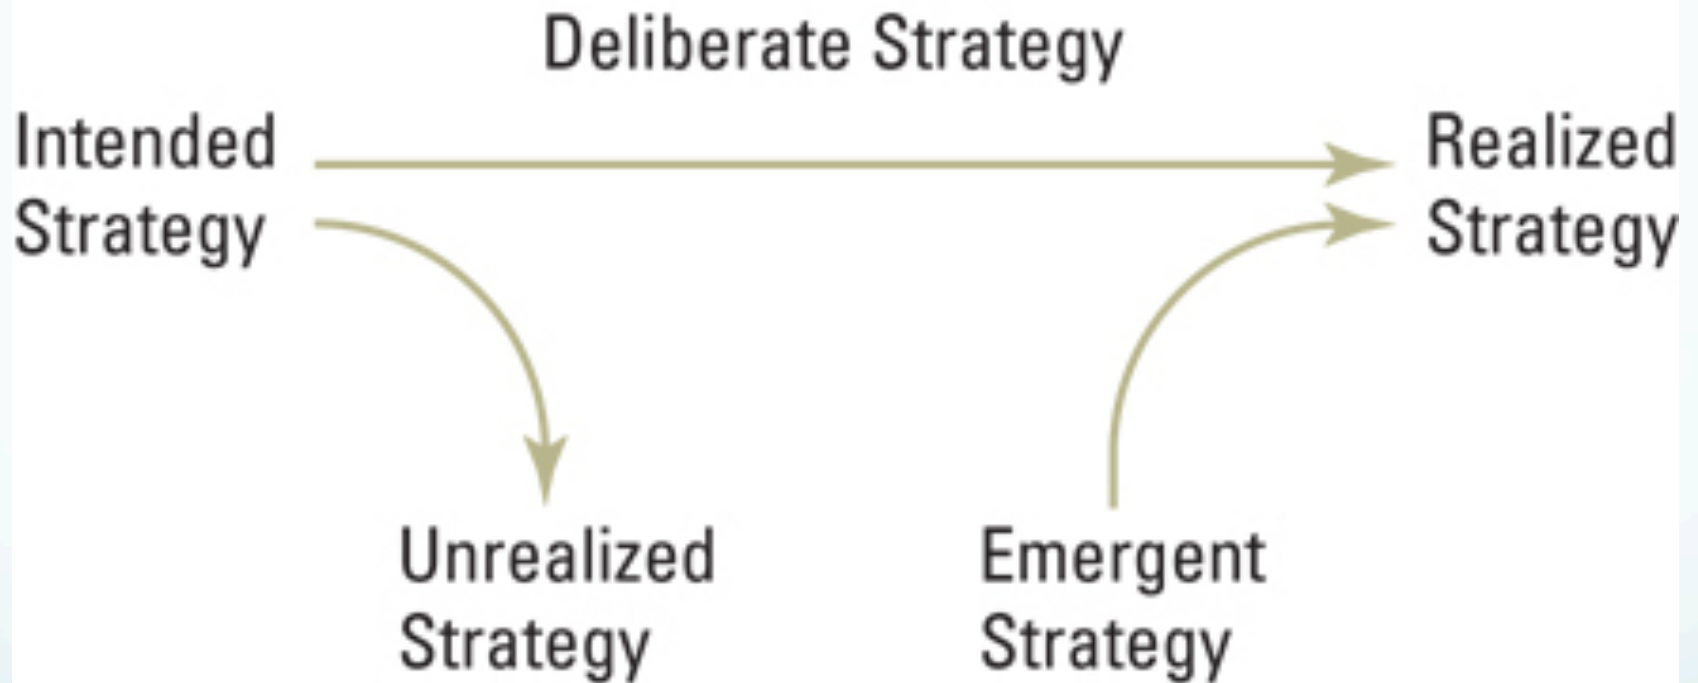 Deliberate Strategy
Intended
Strategy
Realized
Strategy
Unrealized
Strategy
Emergent
Strategy